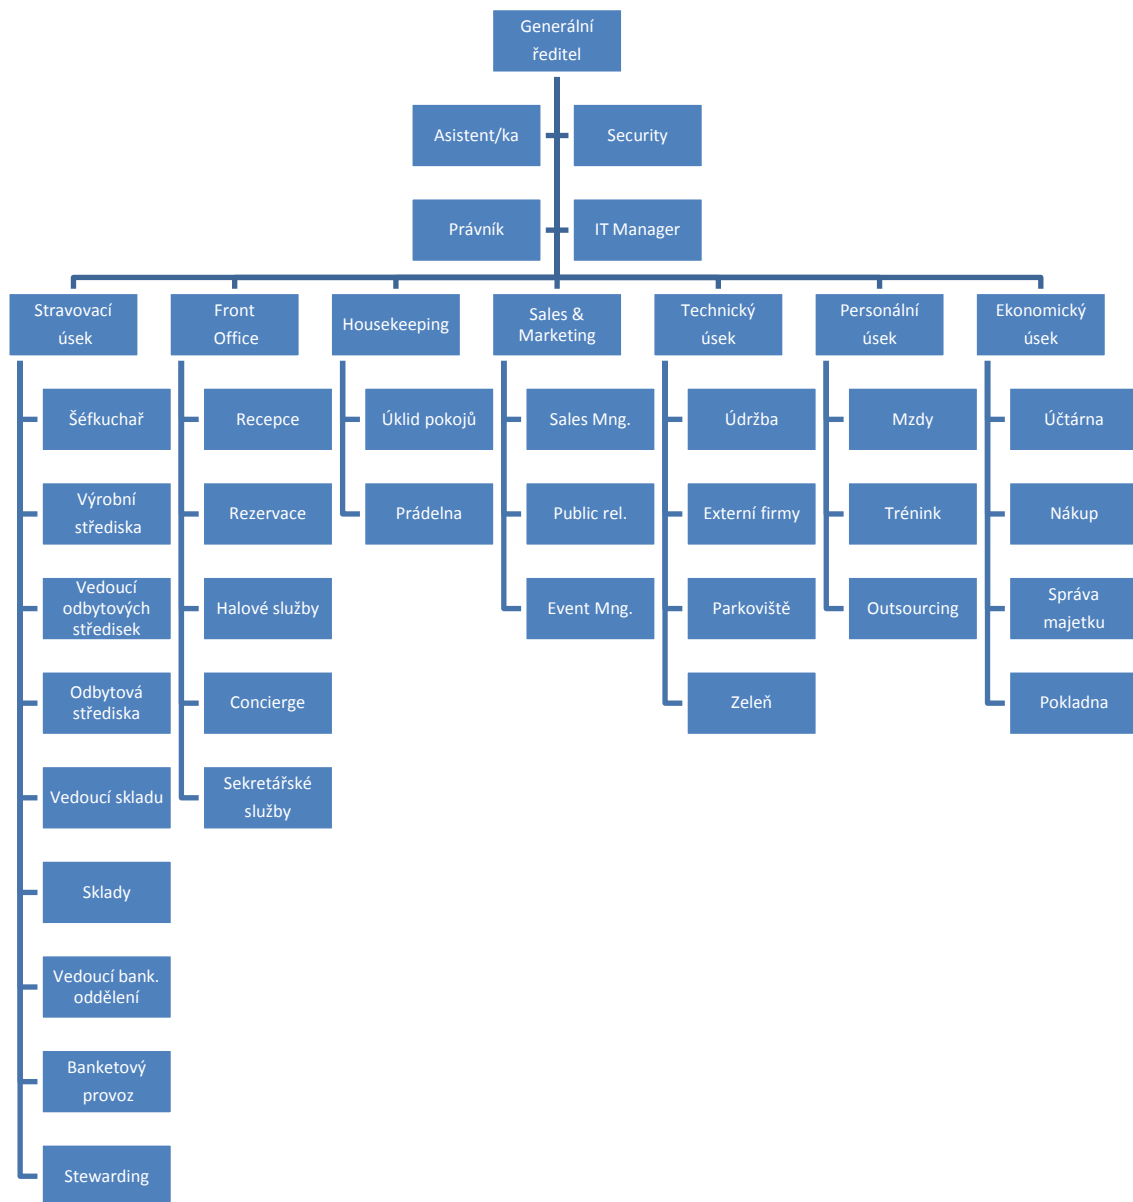 Generální
ředitel
Asistent/ka
Security
Právník
IT Manager
Stravovací
úsek
Front
Office
Housekeeping
Sales &
Marketing
Technický
úsek
Personální
úsek
Ekonomický
úsek
Šéfkuchař
Výrobní
střediska
Vedoucí
odbytových
středisek
Odbytová
střediska
Vedoucí skladu
Sklady
Vedoucí bank.
oddělení
Banketový
provoz
Stewarding
Recepce
Rezervace
Halové služby
Concierge
Sekretářské
služby
Úklid pokojů
Prádelna
Sales Mng.
Public rel.
Event Mng.
Údržba
Externí firmy
Parkoviště
Zeleň
Mzdy
Trénink
Outsourcing
Účtárna
Nákup
Správa
majetku
Pokladna